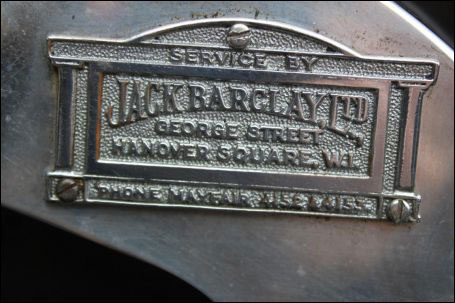 SERVICE BY
JACK BARCLAY, LTD
GEORGE STREET
HANOVER SQUARE, W.1.
'PHONE MAYFAIR